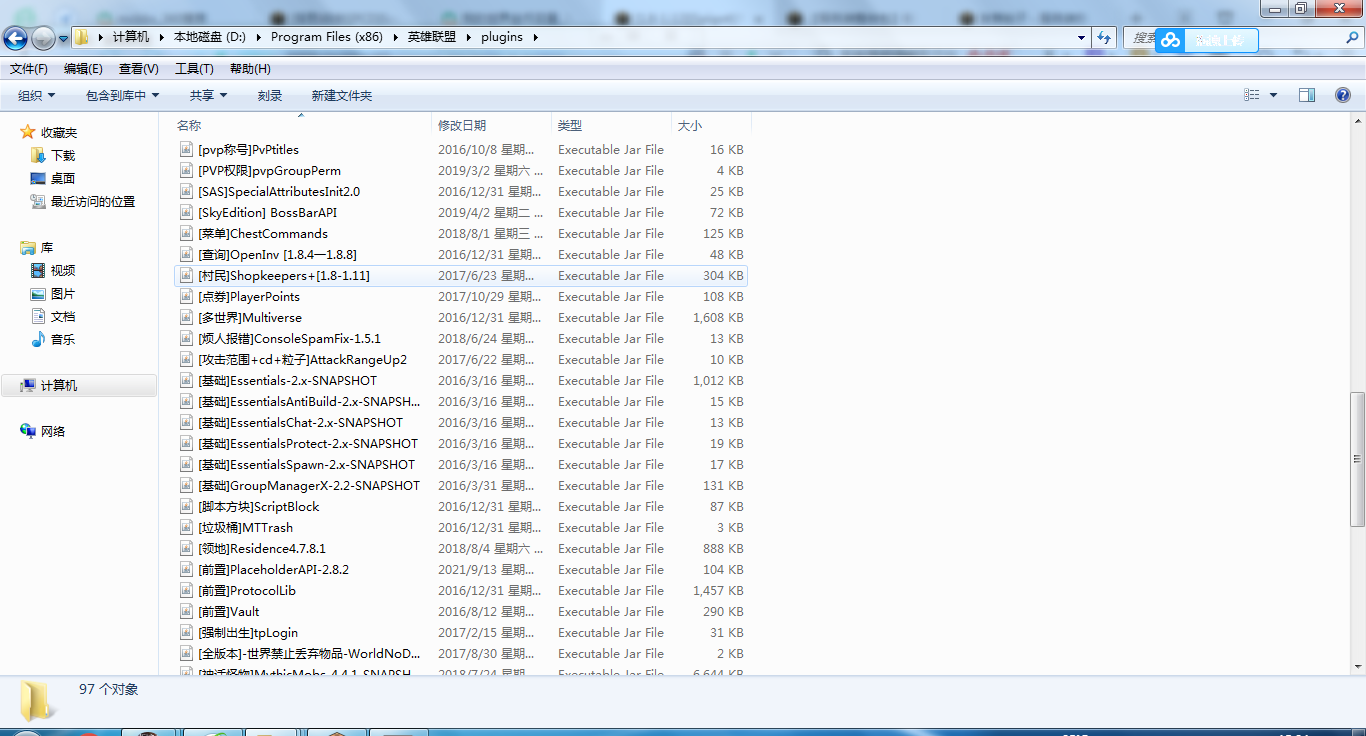 计算机 本地磁盘 (D:) Program Files (x86) 英雄联盟 plugins 搜索
文件(F) 编辑(E) 查看(V) 工具(T) 帮助(H)
组织 包含到库中 共享 刻录 新建文件夹
收藏夹
下载
桌面
最近访问的位置
库
视频
图片
文档
音乐
计算机
网络
名称 修改日期 类型 大小
[pvp称号]PvPtitles 2016/10/8 星期... Executable Jar File 16 KB
[PVP权限]pvpGroupPerm 2019/3/2 星期六 ... Executable Jar File 4 KB
[SAS]SpecialAttributesInit2.0 2016/12/31 星期... Executable Jar File 25 KB
[SkyEdition] BossBarAPI 2019/4/2 星期二 ... Executable Jar File 72 KB
[菜单]ChestCommands 2018/8/1 星期三 ... Executable Jar File 125 KB
[查询]OpenInv [1.8.4—1.8.8] 2016/12/31 星期... Executable Jar File 48 KB
[村民]Shopkeepers+[1.8-1.11] 2017/6/23 星期... Executable Jar File 304 KB
[点券]PlayerPoints 2017/10/29 星期... Executable Jar File 108 KB
[多世界]Multiverse 2016/12/31 星期... Executable Jar File 1,608 KB
[烦人报错]ConsoleSpamFix-1.5.1 2018/6/24 星期... Executable Jar File 13 KB
[攻击范围+cd+粒子]AttackRangeUp2 2017/6/22 星期... Executable Jar File 10 KB
[基础]Essentials-2.x-SNAPSHOT 2016/3/16 星期... Executable Jar File 1,012 KB
[基础]EssentialsAntiBuild-2.x-SNAPSH... 2016/3/16 星期... Executable Jar File 15 KB
[基础]EssentialsChat-2.x-SNAPSHOT 2016/3/16 星期... Executable Jar File 13 KB
[基础]EssentialsProtect-2.x-SNAPSHOT 2016/3/16 星期... Executable Jar File 19 KB
[基础]EssentialsSpawn-2.x-SNAPSHOT 2016/3/16 星期... Executable Jar File 17 KB
[基础]GroupManagerX-2.2-SNAPSHOT 2016/3/31 星期... Executable Jar File 131 KB
[脚本方块]ScriptBlock 2016/12/31 星期... Executable Jar File 87 KB
[垃圾桶]MTTrash 2016/12/31 星期... Executable Jar File 3 KB
[领地]Residence4.7.8.1 2018/8/4 星期六 ... Executable Jar File 888 KB
[前置]PlaceholderAPI-2.8.2 2021/9/13 星期... Executable Jar File 104 KB
[前置]ProtocolLib 2016/12/31 星期... Executable Jar File 1,457 KB
[前置]Vault 2016/8/12 星期... Executable Jar File 290 KB
[强制出生]tpLogin 2017/2/15 星期... Executable Jar File 31 KB
[全版本]-世界禁止丢弃物品-WorldNoD... 2017/8/30 星期... Executable Jar File 2 KB
[神话怪物]MythicMobs-4.4.1-SNAPSH... 2018/7/24 星期... Executable Jar File 6,644 KB
97 个对象